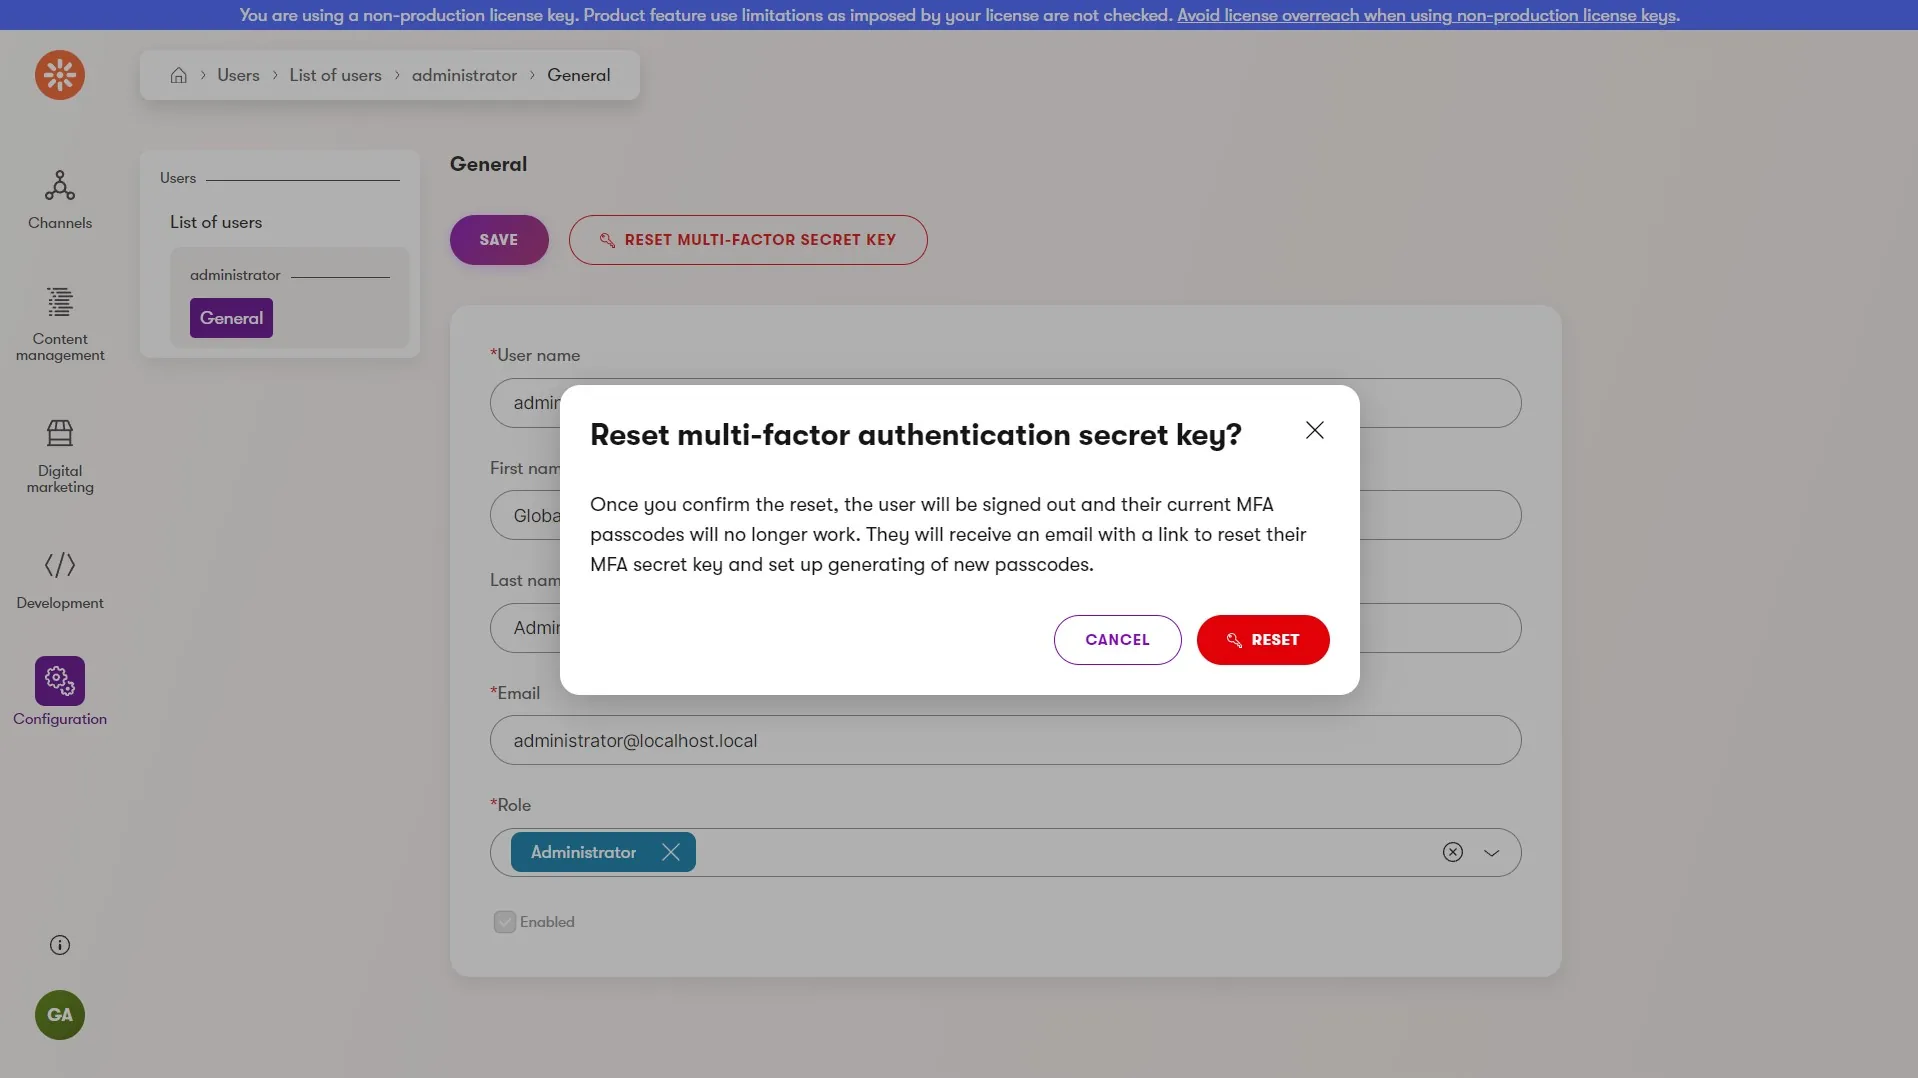 You are using a non-production license key. Product feature use limitations as imposed by your license are not checked. Avoid license overreach when using non-production license keys.
Users
List of users
administrator
General
Channels
Content
management
Digital
marketing
Development
Configuration
GA
Users
List of users
administrator
General
General
SAVE
RESET MULTI-FACTOR SECRET KEY
*User name
admin
First nam
Globa
Last nam
Admin
*Email
administrator@localhost.local
*Role
Administrator
Enabled
Reset multi-factor authentication secret key?
Once you confirm the reset, the user will be signed out and their current MFA
passcodes will no longer work. They will receive an email with a link to reset their
MFA secret key and set up generating of new passcodes.
CANCEL
RESET